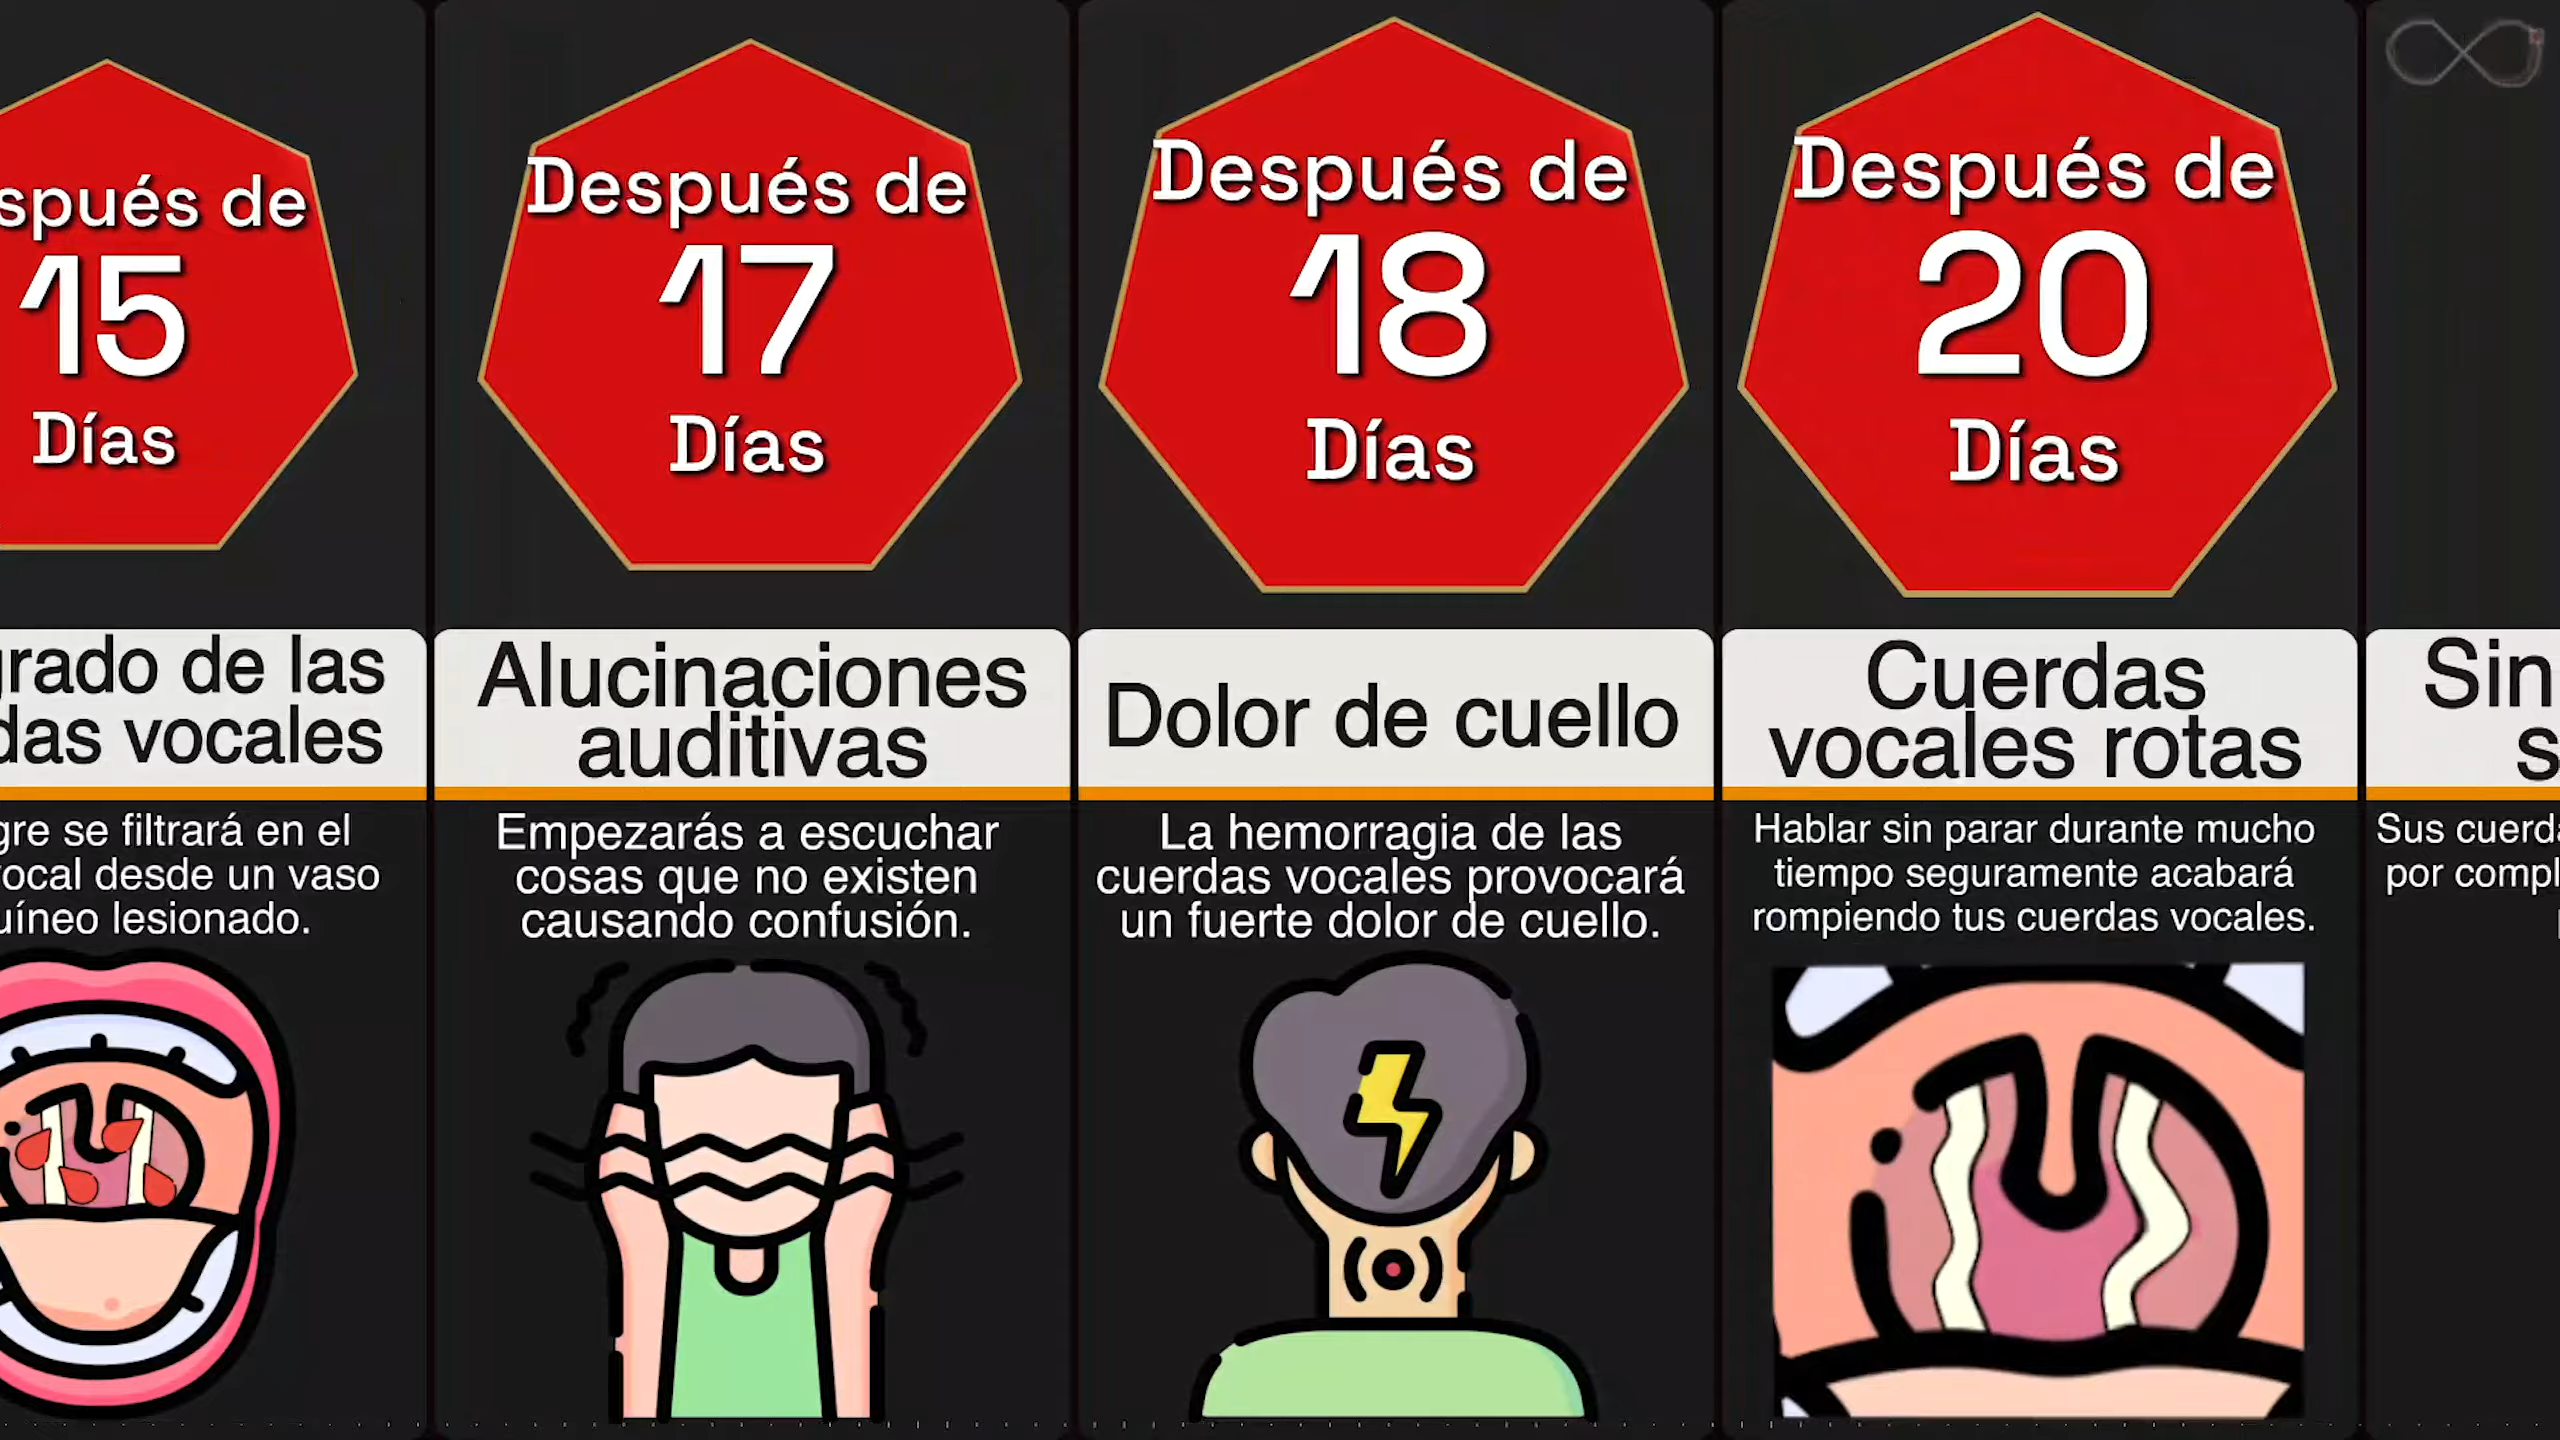 spués de
15
Días
grado de las
das vocales
gre se filtrará en el
ocal desde un vaso
uíneo lesionado.
Después de
17
Días
Alucinaciones
auditivas
Empezarás a escuchar
cosas que no existen
causando confusión.
Después de
18
Días
Dolor de cuello
La hemorragia de las
cuerdas vocales provocará
un fuerte dolor de cuello.
Después de
20
Días
Cuerdas
vocales rotas
Hablar sin parar durante mucho
tiempo seguramente acabará
rompiendo tus cuerdas vocales.
Sin
s
Sus cuerda
por compl